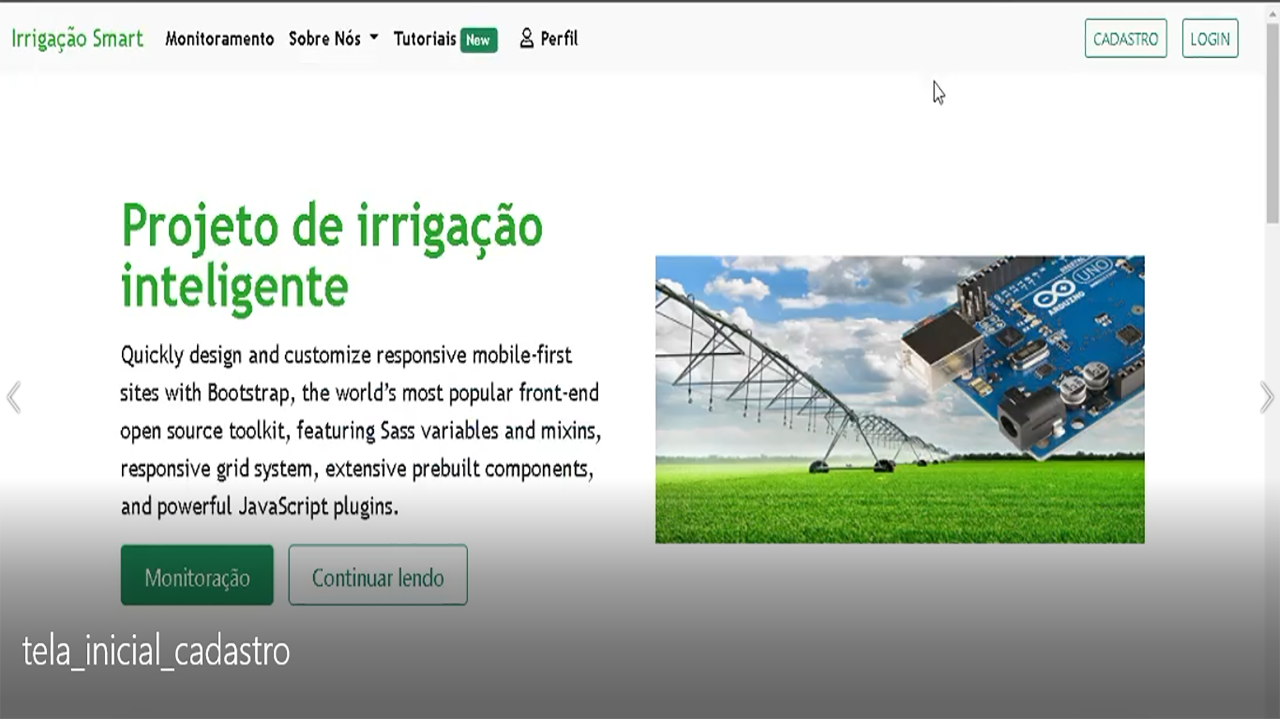 Irrigação Smart Monitoramento Sobre Nós Tutoriais New Perfil CADASTRO LOGIN
Projeto de irrigação
inteligente
Quickly design and customize responsive mobile-first
sites with Bootstrap, the world's most popular front-end
open source toolkit, featuring Sass variables and mixins,
responsive grid system, extensive prebuilt components,
and powerful JavaScript plugins.
Monitoração Continuar lendo
UNO
ARDUINO
tela_inicial_cadastro